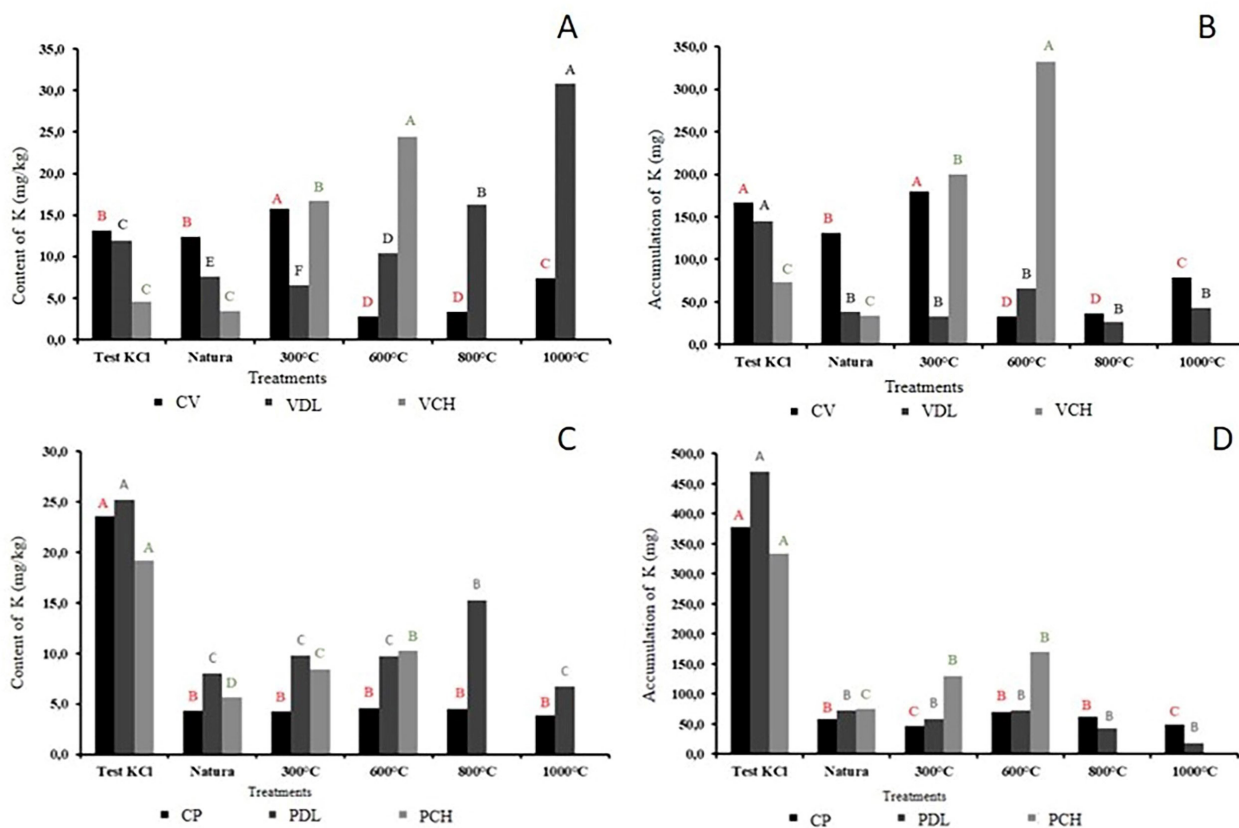 A
Content of K (mg/kg)
35,0
30,0
25,0
20,0
15,0
10,0
5,0
0,0
B C C
B E C
A F B
D D A
D B
C A
Test KCl Natura 300°C 600°C 800°C 1000°C
Treatments
CV VDL VCH
B
Accumulation of K (mg)
350,0
300,0
250,0
200,0
150,0
100,0
50,0
0,0
A A C
B B C
A B B
D B A
D B
C B
Test KCl Natura 300°C 600°C 800°C 1000°C
Treatments
CV VDL VCH
C
Content of K (mg/kg)
30,0
25,0
20,0
15,0
10,0
5,0
0,0
A A A
B C D
B C C
B C B
B B
B C
Test KCl Natura 300°C 600°C 800°C 1000°C
Treatments
CP PDL PCH
D
Accumulation of K (mg)
500,0
450,0
400,0
350,0
300,0
250,0
200,0
150,0
100,0
50,0
0,0
A A A
B B C
C B B
B B B
B B
C B
Test KCl Natura 300°C 600°C 800°C 1000°C
Treatments
CP PDL PCH